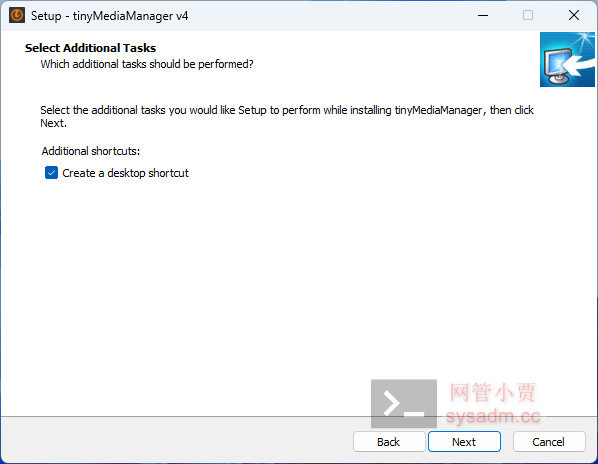 Setup - tinyMediaManager v4
Select Additional Tasks
Which additional tasks should be performed?
Select the additional tasks you would like Setup to perform while installing tinyMediaManager, then click
Next.
Additional shortcuts:
Create a desktop shortcut
网管小贾
sysadm.cc
Back
Next
Cancel